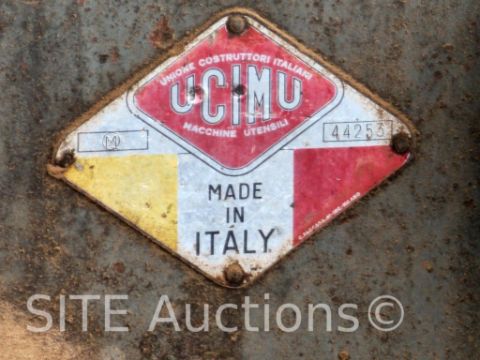 UNIONE COSTRUTTORI ITALIANI
UCIMU
MACCHINE UTENSILI
M
44253
MADE
IN
ITALY
SITE Auctions©